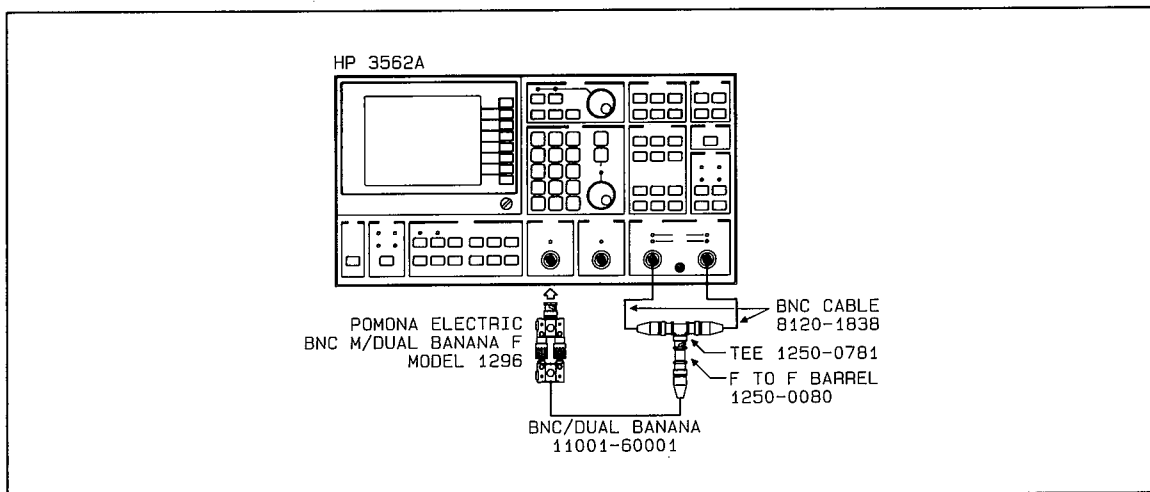 HP 3562A
POMONA ELECTRIC
BNC M/DUAL BANANA F
MODEL 1296
BNC CABLE
8120-1838
TEE 1250-0781
F TO F BARREL
1250-0080
BNC/DUAL BANANA
11001-60001